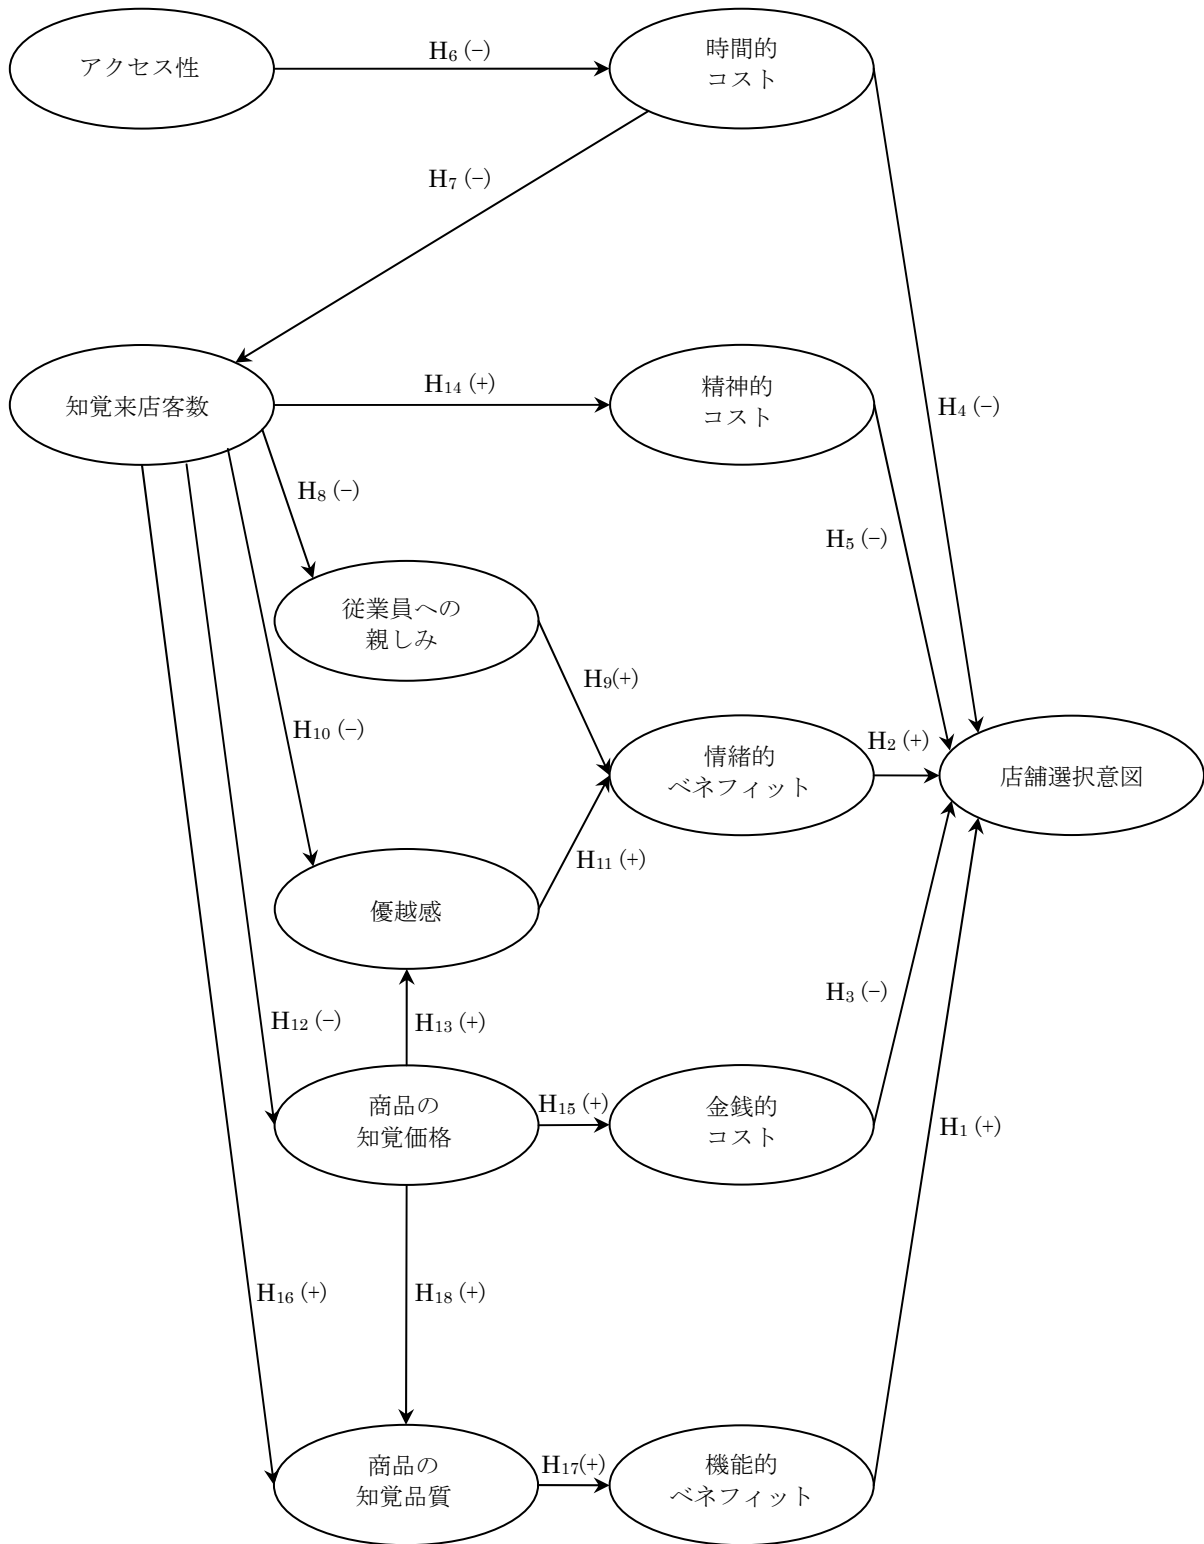 アクセス性
H6 (−)
時間的
コスト
H7 (−)
知覚来店客数
H14 (+)
精神的
コスト
H4 (−)
H8 (−)
H5 (−)
従業員への
親しみ
H9(+)
H10 (−)
情緒的
ベネフィット
H2 (+)
店舗選択意図
H11 (+)
優越感
H3 (−)
H12 (−)
H13 (+)
商品の
知覚価格
H15 (+)
金銭的
コスト
H1 (+)
H16 (+)
H18 (+)
商品の
知覚品質
H17(+)
機能的
ベネフィット